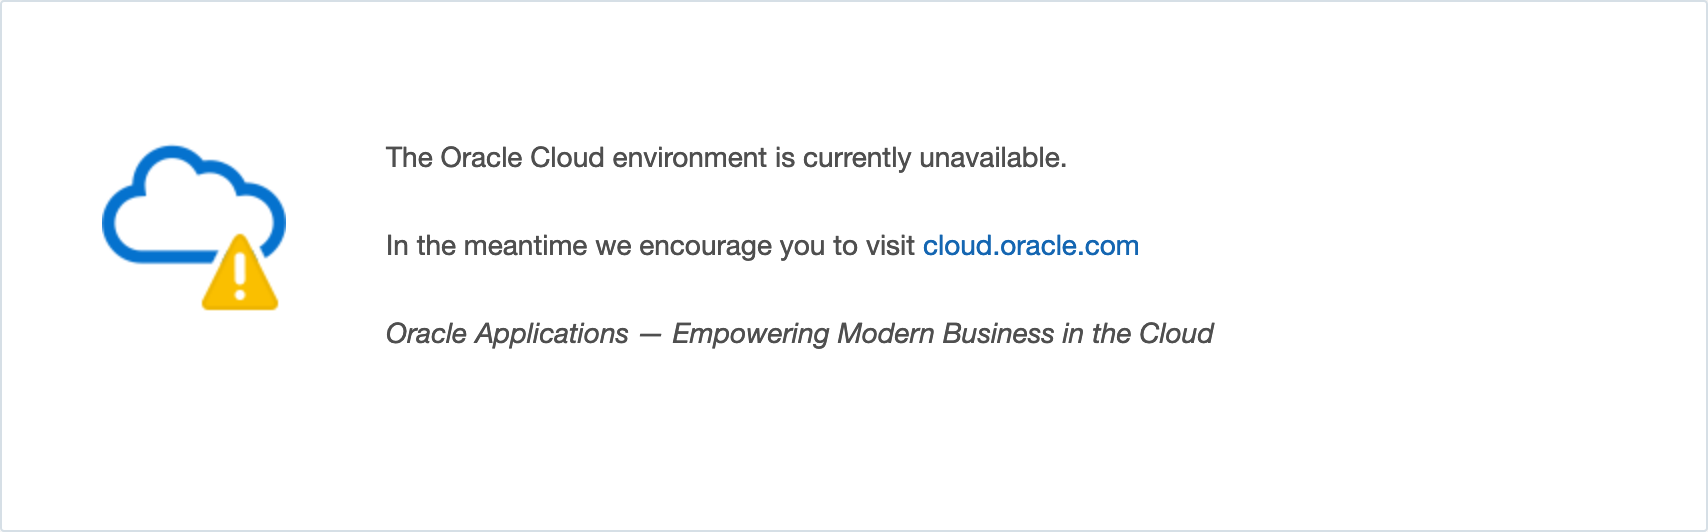 The Oracle Cloud environment is currently unavailable.
In the meantime we encourage you to visit cloud.oracle.com
Oracle Applications — Empowering Modern Business in the Cloud